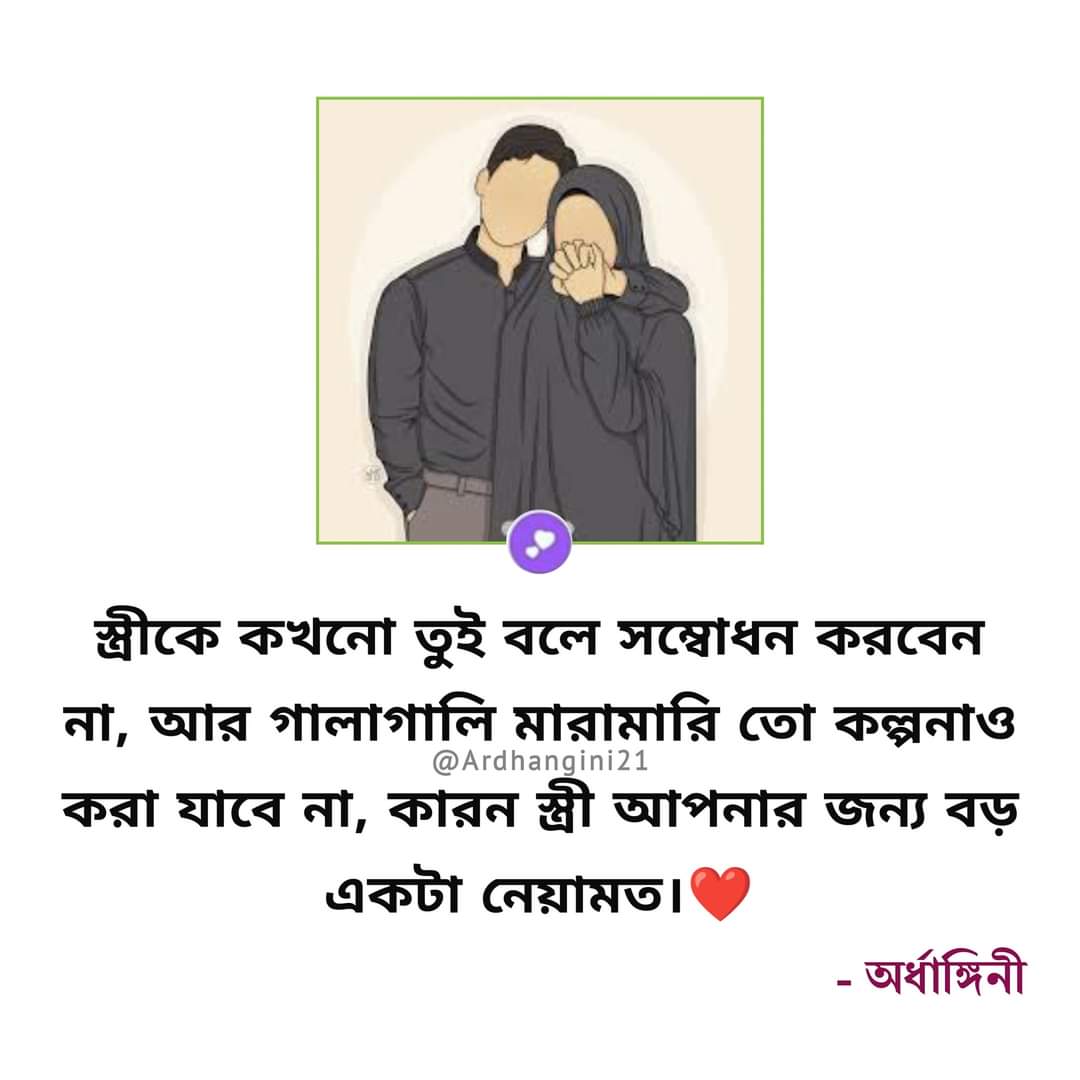 স্ত্রীকে কখনো তুই বলে সম্বোধন করবেন
না, আর গালাগালি মারামারি তো কল্পনাও
@Ardhangini21
করা যাবে না, কারন স্ত্রী আপনার জন্য বড়
একটা নেয়ামত।❤️
- অর্ধাঙ্গিনী